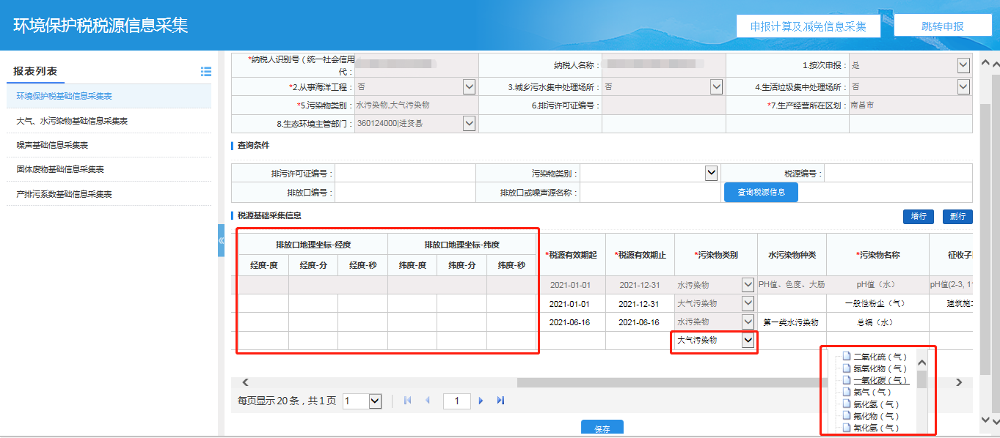 环境保护税税源信息采集
申报计算及减免信息采集 跳转申报
报表列表
环境保护税基础信息采集表
大气、水污染物基础信息采集表
噪声基础信息采集表
固体废物基础信息采集表
产排污系数基础信息采集表
*纳税人识别号（统一社会信用代：
纳税人名称：
1.按次申报： 是
*2.从事海洋工程： 否
3.城乡污水集中处理场所： 否
4.生活垃圾集中处理场所： 否
*5.污染物类别： 水污染物,大气污染物
6.排污许可证编号：
*7.生产经营所在区划： 南昌市
8.生态环境主管部门： 360124000|进贤县
查询条件
排污许可证编号： 污染物类别： 税源编号：
排放口编号： 排放口或噪声源名称： 查询税源信息
税源基础采集信息 增行 删行
排放口地理坐标-经度 排放口地理坐标-纬度 *税源有效期起 *税源有效期止 *污染物类别 水污染物种类 *污染物名称 征收子
经度-度 经度-分 经度-秒 纬度-度 纬度-分 纬度-秒
2021-01-01 2021-12-31 水污染物 PH值、色度、大肠 pH值（水） pH值(2-3, 1
2021-01-01 2021-12-31 大气污染物 一般性粉尘（气） 建筑施
2021-06-16 2021-06-16 水污染物 第一类水污染物 总镉（水）
大气污染物
二氧化硫（气）
氮氧化物（气）
一氧化碳（气）
氯气（气）
氯化氢（气）
氟化物（气）
氰化氢（气）
每页显示20条，共1页 1 1
保存